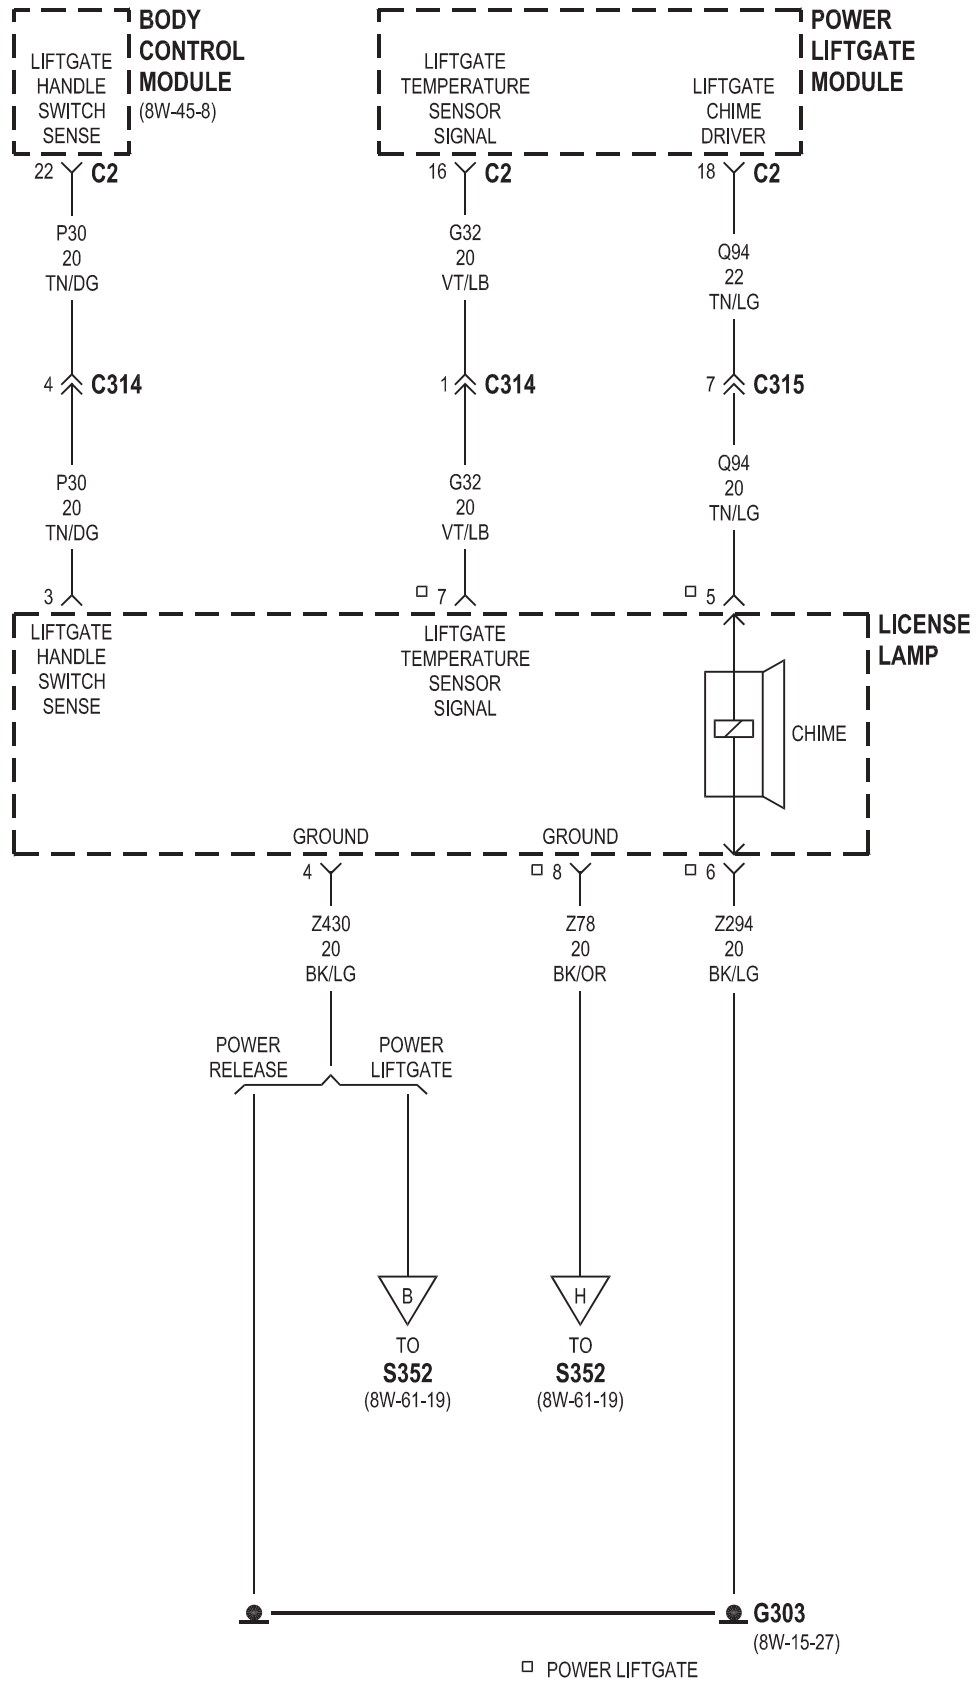 LIFTGATE
HANDLE
SWITCH
SENSE
BODY
CONTROL
MODULE
(8W-45-8)
LIFTGATE
TEMPERATURE
SENSOR
SIGNAL
LIFTGATE
CHIME
DRIVER
POWER
LIFTGATE
MODULE
22 C2
16 C2
18 C2
P30
20
TN/DG
G32
20
VT/LB
Q94
22
TN/LG
4 C314
1 C314
7 C315
P30
20
TN/DG
G32
20
VT/LB
Q94
20
TN/LG
3
7
5
LIFTGATE
HANDLE
SWITCH
SENSE
LIFTGATE
TEMPERATURE
SENSOR
SIGNAL
LICENSE
LAMP
CHIME
GROUND
GROUND
4
8
6
Z430
20
BK/LG
Z78
20
BK/OR
Z294
20
BK/LG
POWER
RELEASE
POWER
LIFTGATE
B
TO
S352
(8W-61-19)
H
TO
S352
(8W-61-19)
G303
(8W-15-27)
POWER LIFTGATE